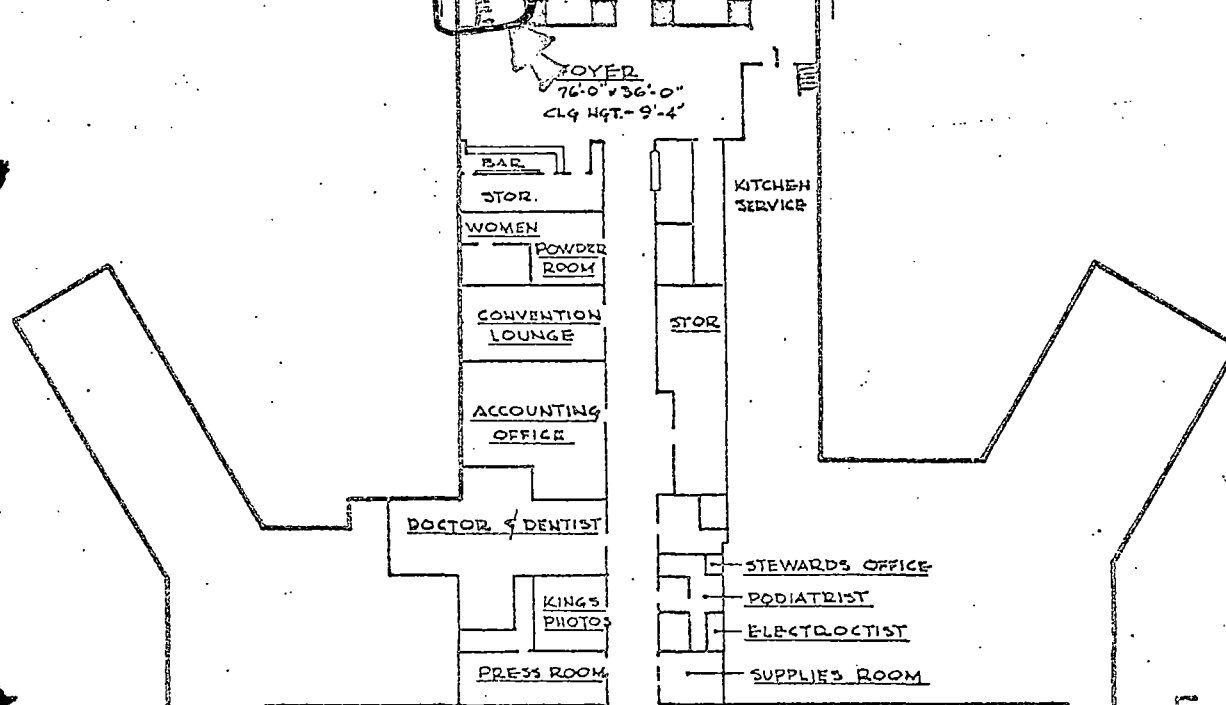 FOYER
76'-0" x 36'-0"
CLG HGT.- 9'-4"
BAR
STOR.
WOMEN
POWDER
ROOM
KITCHEN
SERVICE
CONVENTION
LOUNGE
STOR
ACCOUNTING
OFFICE
DOCTOR & DENTIST
STEWARDS OFFICE
PODIATRIST
KINGS
PHOTOS
ELECTROCTIST
PRESS ROOM
SUPPLIES ROOM